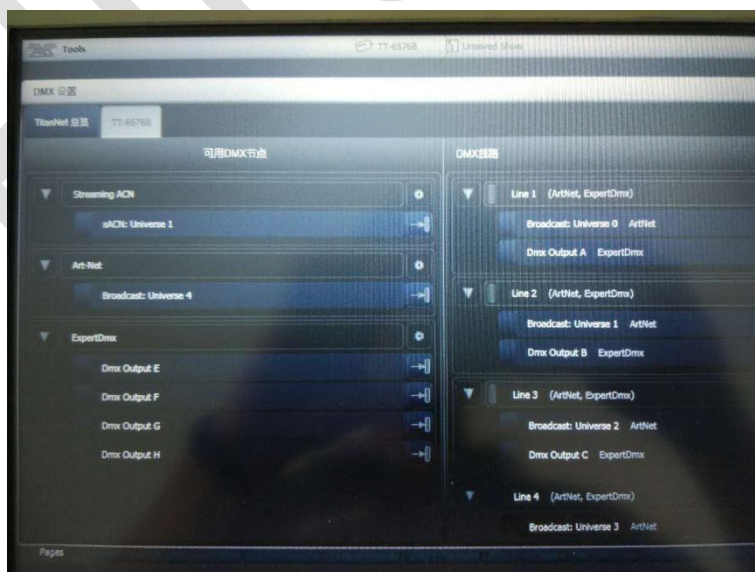 Tools
TT-65768
Unsaved Show
DMX 设置
TitanNet 总览
TT-65768
可用DMX节点
Streaming ACN
sACN: Universe 1
Art-Net
Broadcast: Universe 4
ExpertDmx
Dmx Output E
Dmx Output F
Dmx Output G
Dmx Output H
DMX线路
Line 1 (ArtNet, ExpertDmx)
Broadcast: Universe 0 ArtNet
Dmx Output A ExpertDmx
Line 2 (ArtNet, ExpertDmx)
Broadcast: Universe 1 ArtNet
Dmx Output B ExpertDmx
Line 3 (ArtNet, ExpertDmx)
Broadcast: Universe 2 ArtNet
Dmx Output C ExpertDmx
Line 4 (ArtNet, ExpertDmx)
Broadcast: Universe 3 ArtNet
Pages